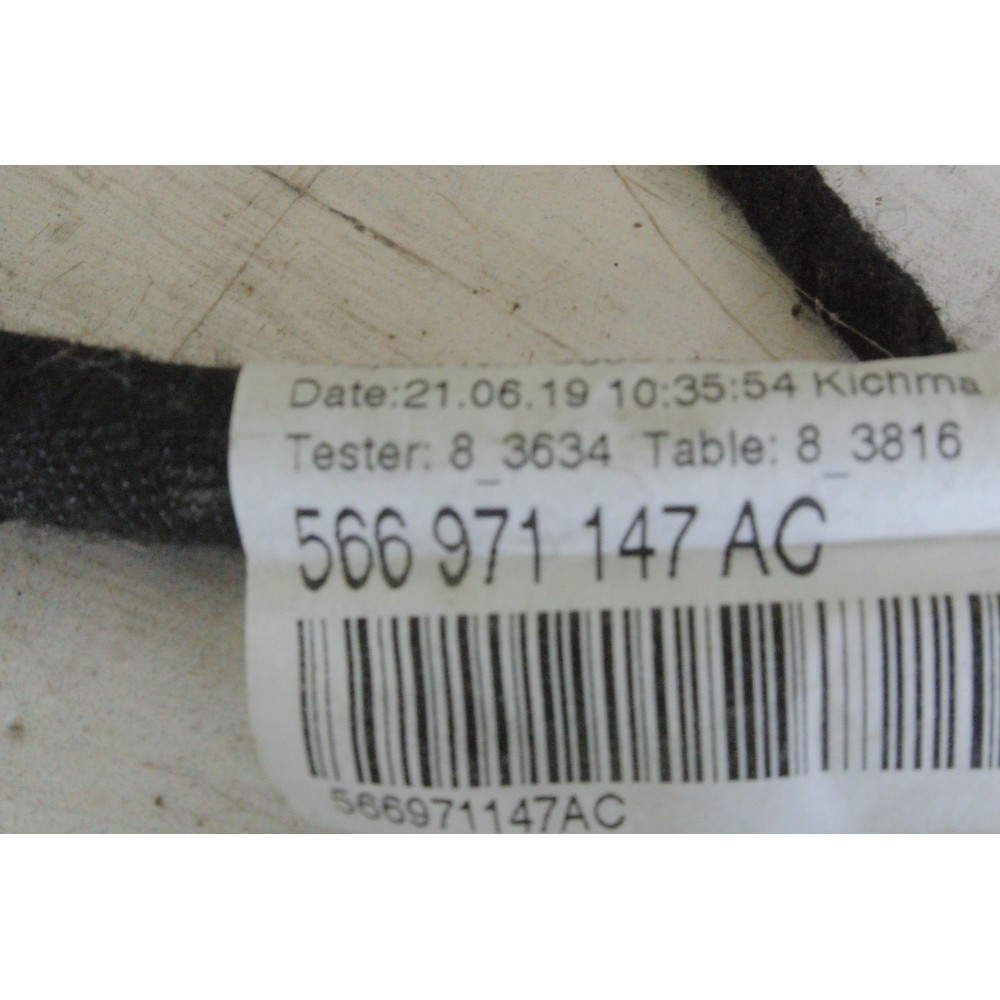 Date:21.06.19 10:35:54 Kichma
Tester: 8_3634 Table: 8_3816
566 971 147 AC
566971147AC